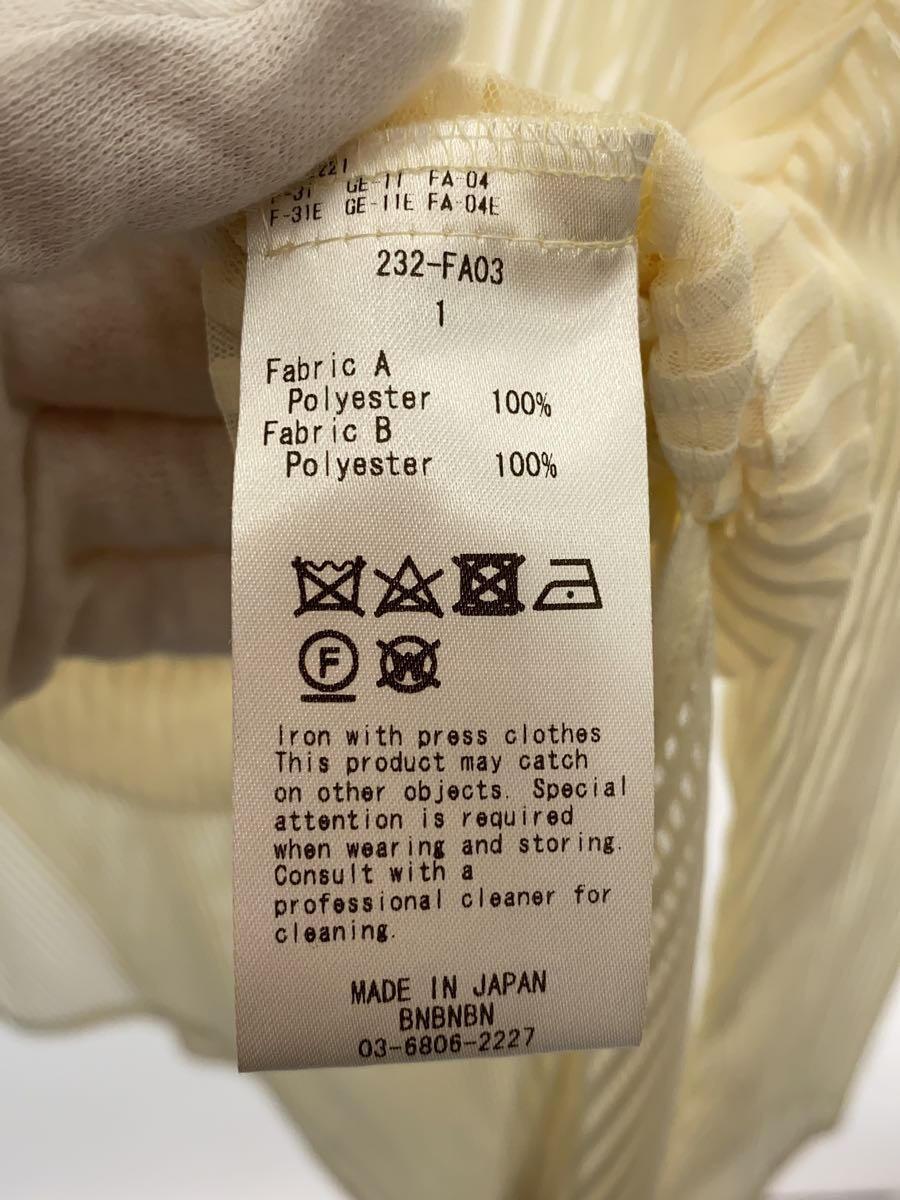 221
F-31 GE-11 FA-04
F-31E GE-11E FA-04E
232-FA03
1
Fabric A
Polyester 100%
Fabric B
Polyester 100%
F
W
Iron with press clothes
This product may catch
on other objects. Special
attention is required
when wearing and storing.
Consult with a
professional cleaner for
cleaning.
MADE IN JAPAN
BNBNBN
03-6806-2227